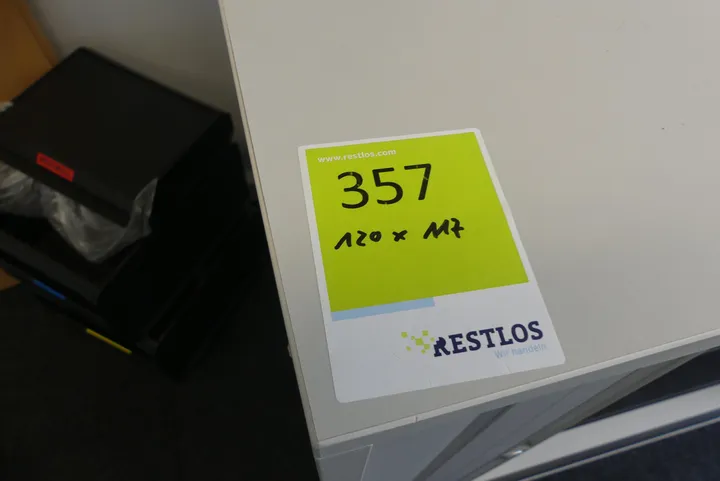 www.restlos.com
357
120 x 117
RESTLOS
Wir handeln